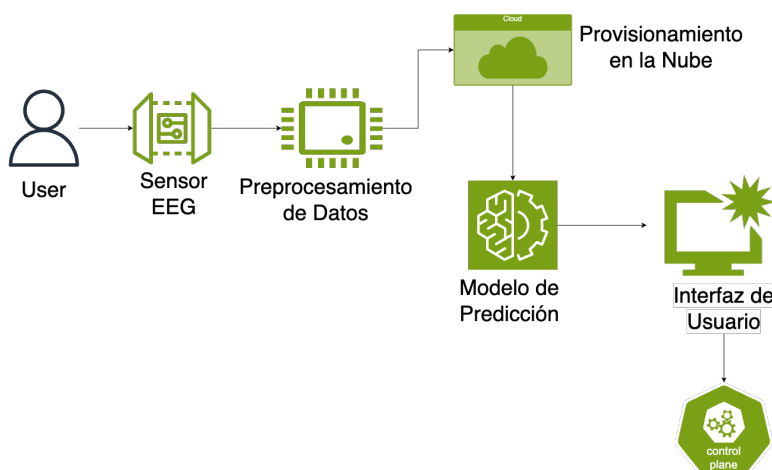 Cloud
Provisionamiento
en la Nube
User
Sensor
EEG
Preprocesamiento
de Datos
Modelo de
Predicción
Interfaz de
Usuario
control
plane